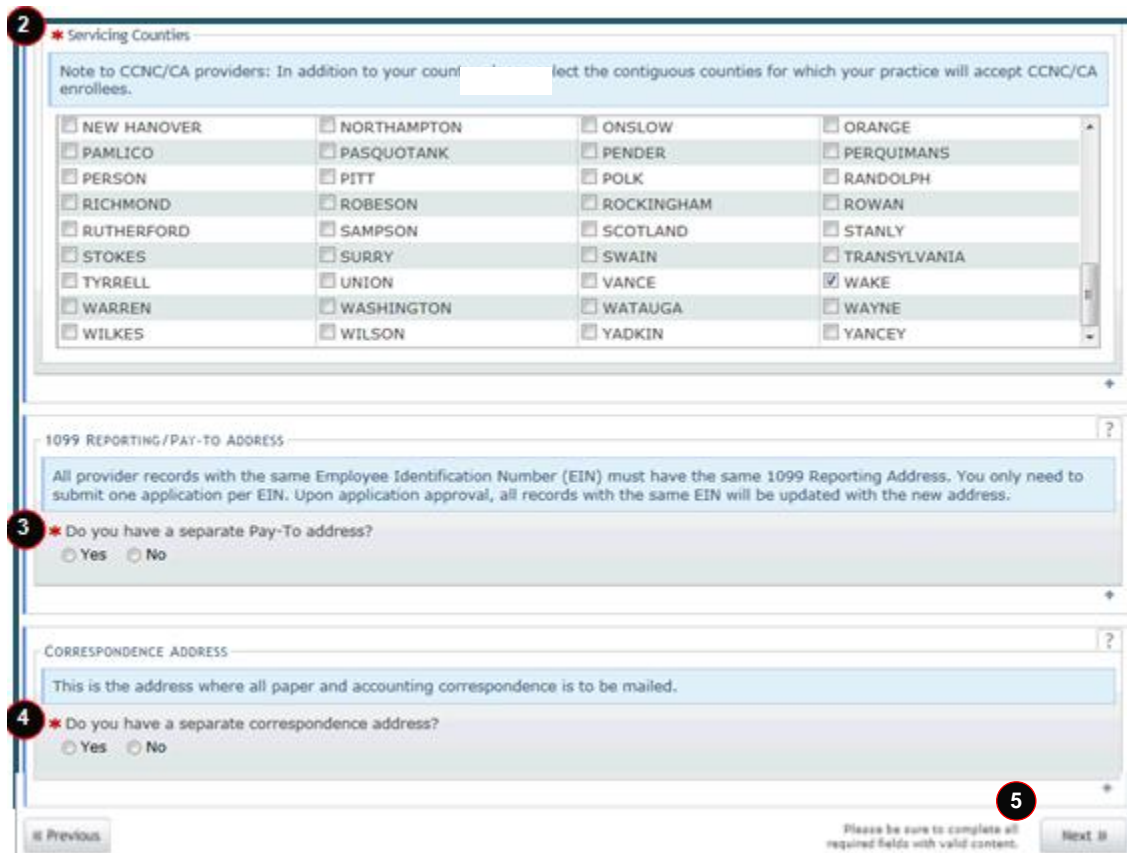 2
* Servicing Counties
Note to CCNC/CA providers: In addition to your lect the contiguous counties for which your practice will accept CCNC/CA
enrollees.
NEW HANOVER NORTHAMPTON ONSLOW ORANGE
PAMLICO PASQUOTANK PENDER PERQUIMANS
PERSON PITT POLK RANDOLPH
RICHMOND ROBESON ROCKINGHAM ROWAN
RUTHERFORD SAMPSON SCOTLAND STANLY
STOKES SURRY SWAIN TRANSYLVANIA
TYRRELL UNION VANCE WAKE
WARREN WASHINGTON WATAUGA WAYNE
WILKES WILSON YADKIN YANCEY
?
1099 REPORTING/PAY-TO ADDRESS
All provider records with the same Employee Identification Number (EIN) must have the same 1099 Reporting Address. You only need to
submit one application per EIN. Upon application approval, all records with the same EIN will be updated with the new address.
3
* Do you have a separate Pay-To address?
Yes No
?
CORRESPONDENCE ADDRESS
This is the address where all paper and accounting correspondence is to be mailed.
4
* Do you have a separate correspondence address?
Yes No
5
« Previous
Please be sure to complete all
required fields with valid content.
Next »